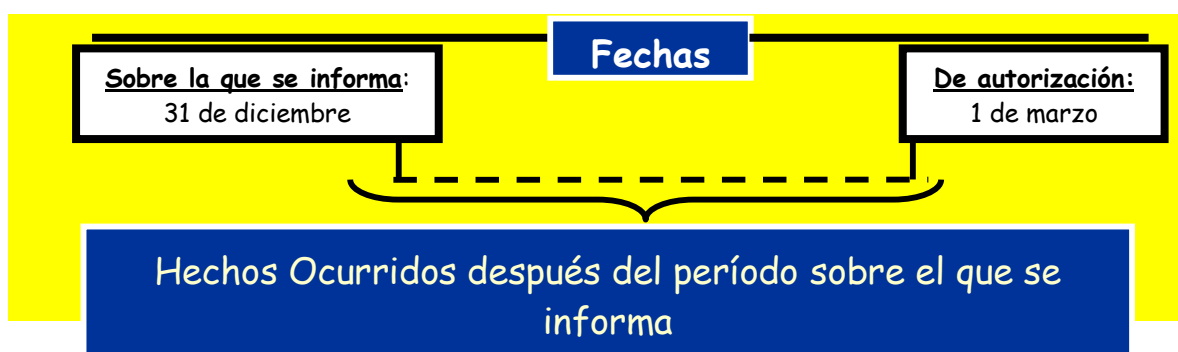 Fechas
Sobre la que se informa:
31 de diciembre
De autorización:
1 de marzo
Hechos Ocurridos después del período sobre el que se
informa